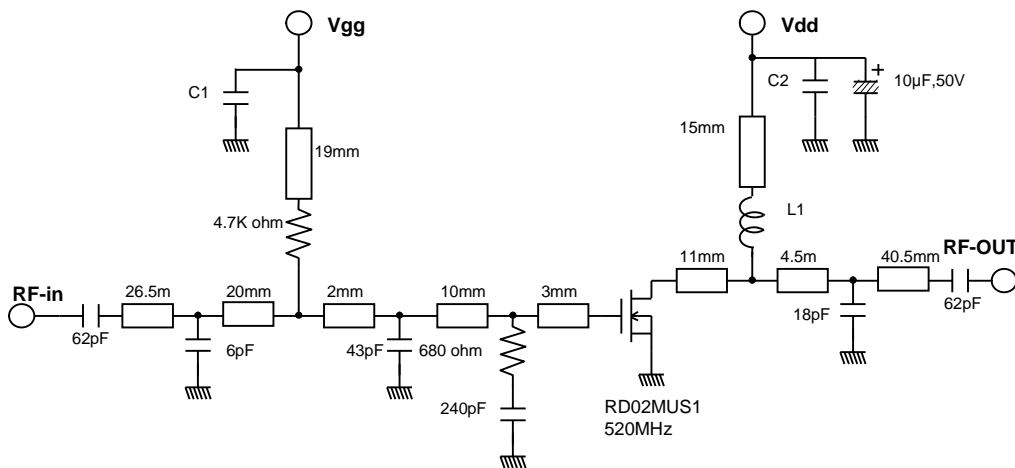 Vgg
Vdd
C1
C2
+
10µF,50V
19mm
15mm
4.7K ohm
L1
RF-in
26.5m
20mm
2mm
10mm
3mm
11mm
4.5m
40.5mm
RF-OUT
62pF
6pF
43pF
680 ohm
18pF
62pF
240pF
RD02MUS1
520MHz